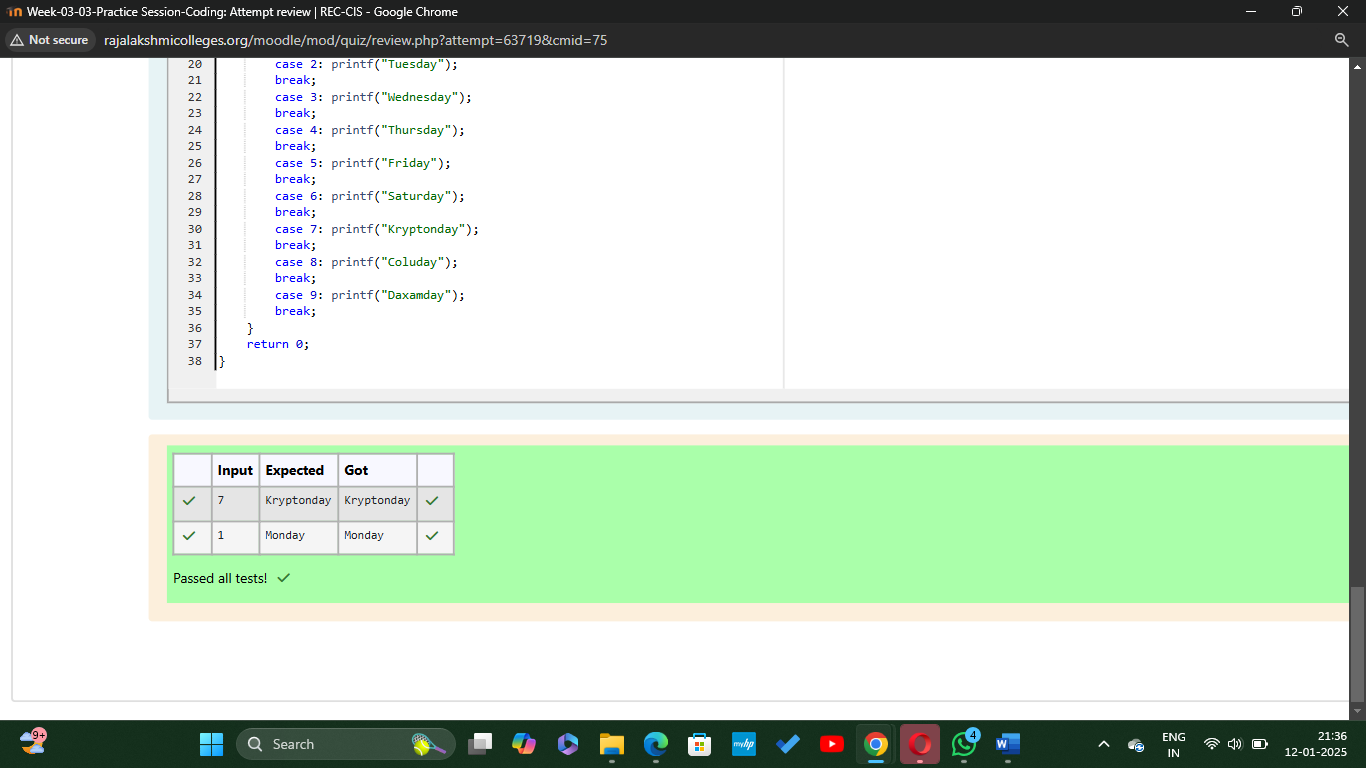 Week-03-03-Practice Session-Coding: Attempt review | REC-CIS - Google Chrome
Not secure rajalakshmicolleges.org/moodle/mod/quiz/review.php?attempt=63719&cmid=75
20 case 2: printf("Tuesday");
21 break;
22 case 3: printf("Wednesday");
23 break;
24 case 4: printf("Thursday");
25 break;
26 case 5: printf("Friday");
27 break;
28 case 6: printf("Saturday");
29 break;
30 case 7: printf("Kryptonday");
31 break;
32 case 8: printf("Coluday");
33 break;
34 case 9: printf("Daxamday");
35 break;
36 }
37 return 0;
38 }
Input Expected Got
7 Kryptonday Kryptonday
1 Monday Monday
Passed all tests!
9+
Search
myhp
4
W
ENG
IN
21:36
12-01-2025